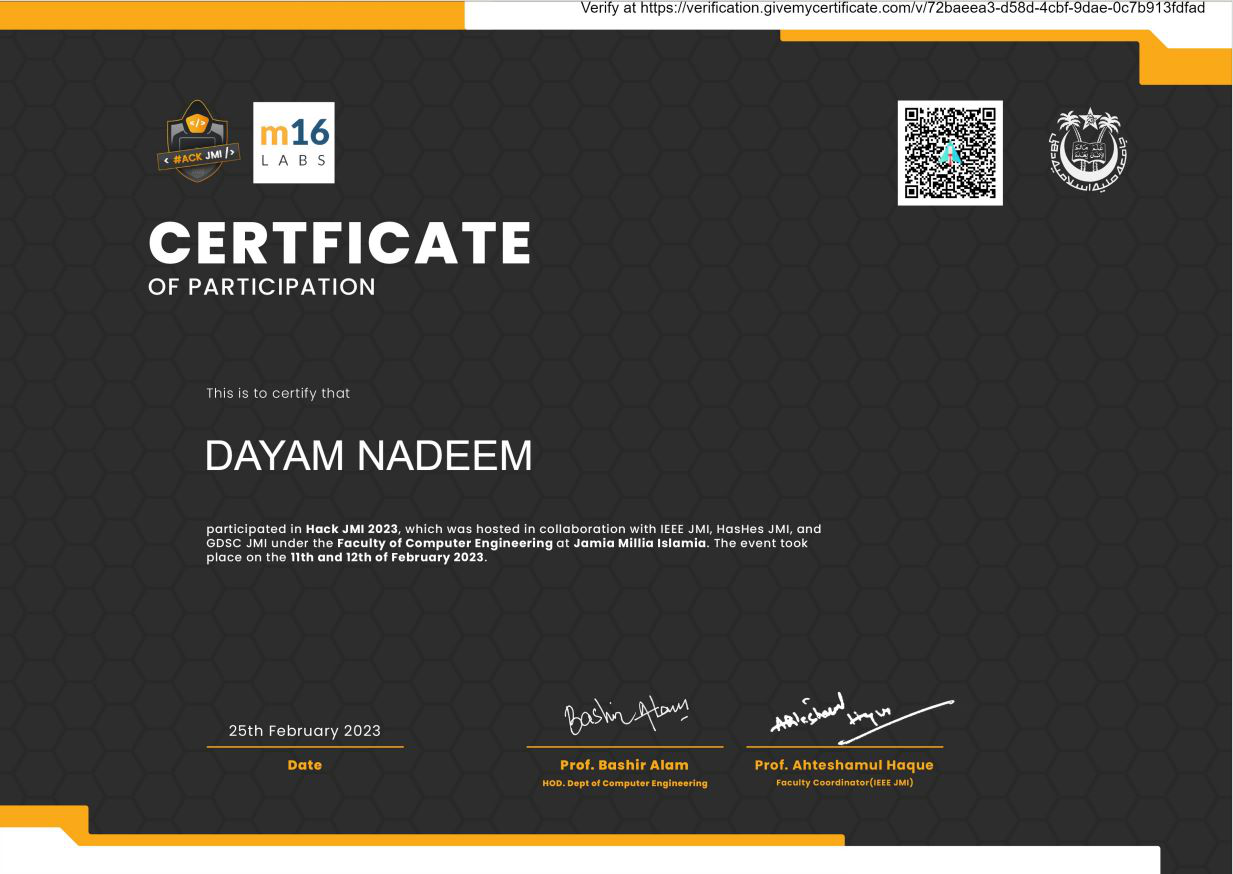 Verify at https://verification.givemycertificate.com/v/72baeea3-d58d-4cbf-9dae-0c7b913fdfad
</>
< #ACK JMI />
m16
LABS
جامعہ ملیہ اسلامیہ
CERTFICATE
OF PARTICIPATION
This is to certify that
DAYAM NADEEM
participated in Hack JMI 2023, which was hosted in collaboration with IEEE JMI, HasHes JMI, and
GDSC JMI under the Faculty of Computer Engineering at Jamia Millia Islamia. The event took
place on the 11th and 12th of February 2023.
25th February 2023
Date
Bashir Alam
Prof. Bashir Alam
HOD. Dept of Computer Engineering
Prof. Ahteshamul Haque
Faculty Coordinator(IEEE JMI)